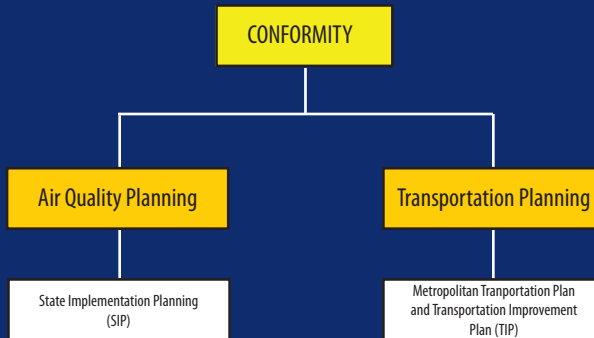 CONFORMITY
Air Quality Planning
Transportation Planning
State Implementation Planning
(SIP)
Metropolitan Tranportation Plan
and Transportation Improvement
Plan (TIP)